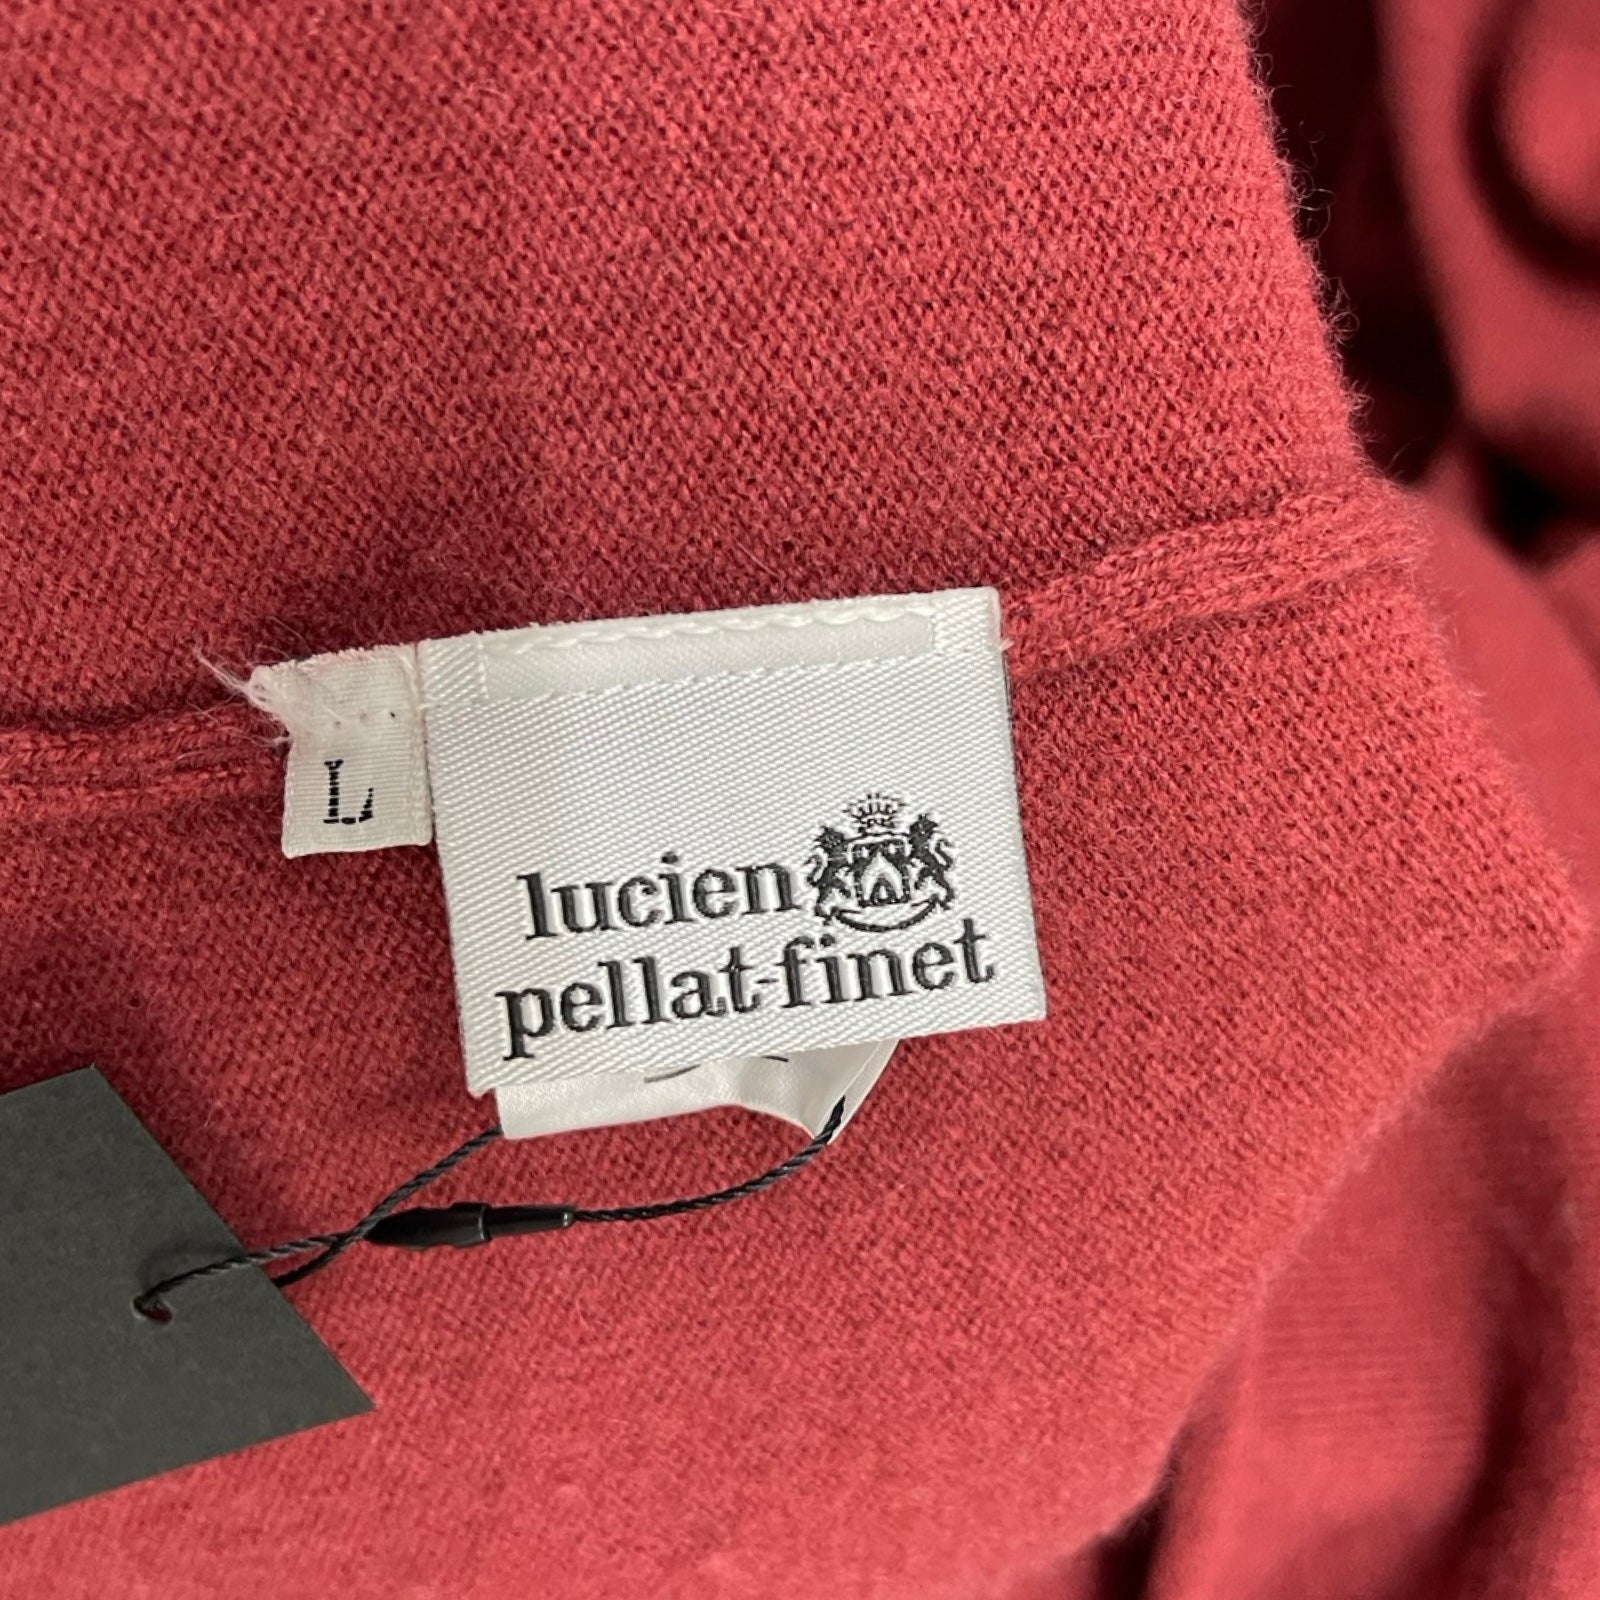 L
lucien
pellat-finet